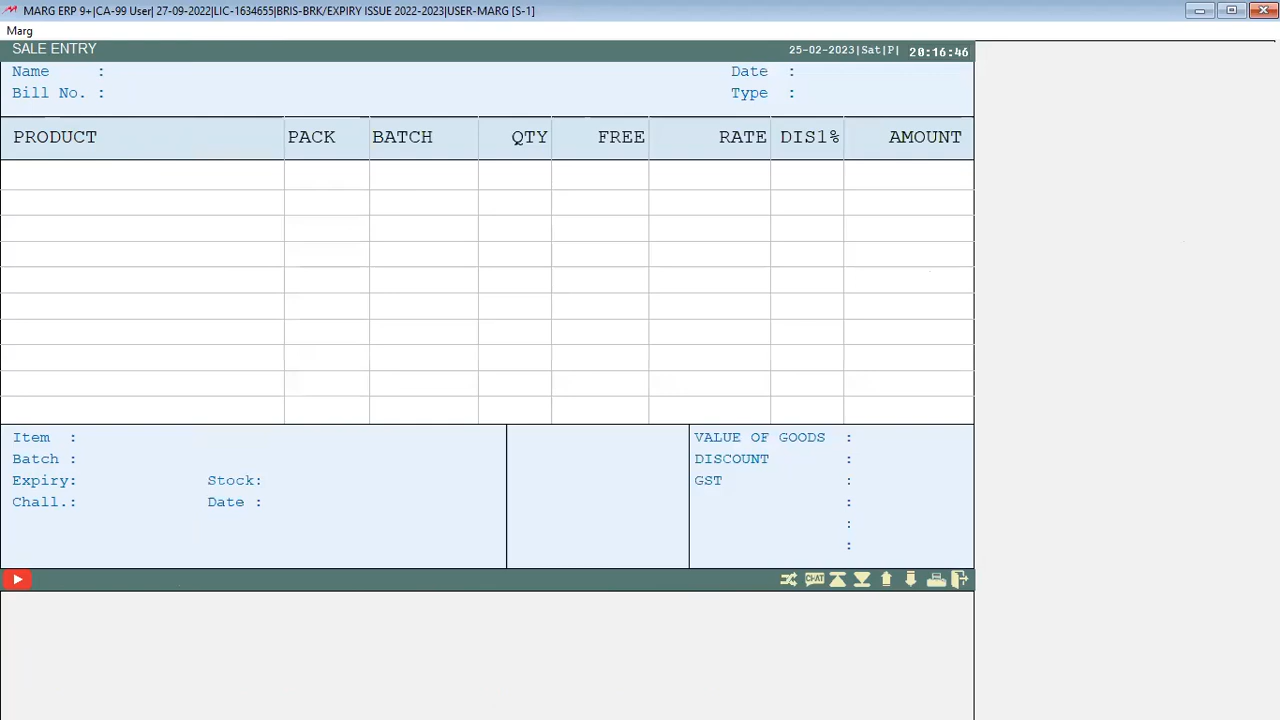 MARG ERP 9+|CA-99 User| 27-09-2022|LIC-1634655|BRIS-BRK/EXPIRY ISSUE 2022-2023|USER-MARG [S-1]
Marg
SALE ENTRY 25-02-2023|Sat|P| 20:16:46
Name : Date :
Bill No. : Type :
PRODUCT PACK BATCH QTY FREE RATE DIS1% AMOUNT
Item : VALUE OF GOODS :
Batch : DISCOUNT :
Expiry: Stock: GST :
Chall.: Date : :
:
:
CHAT